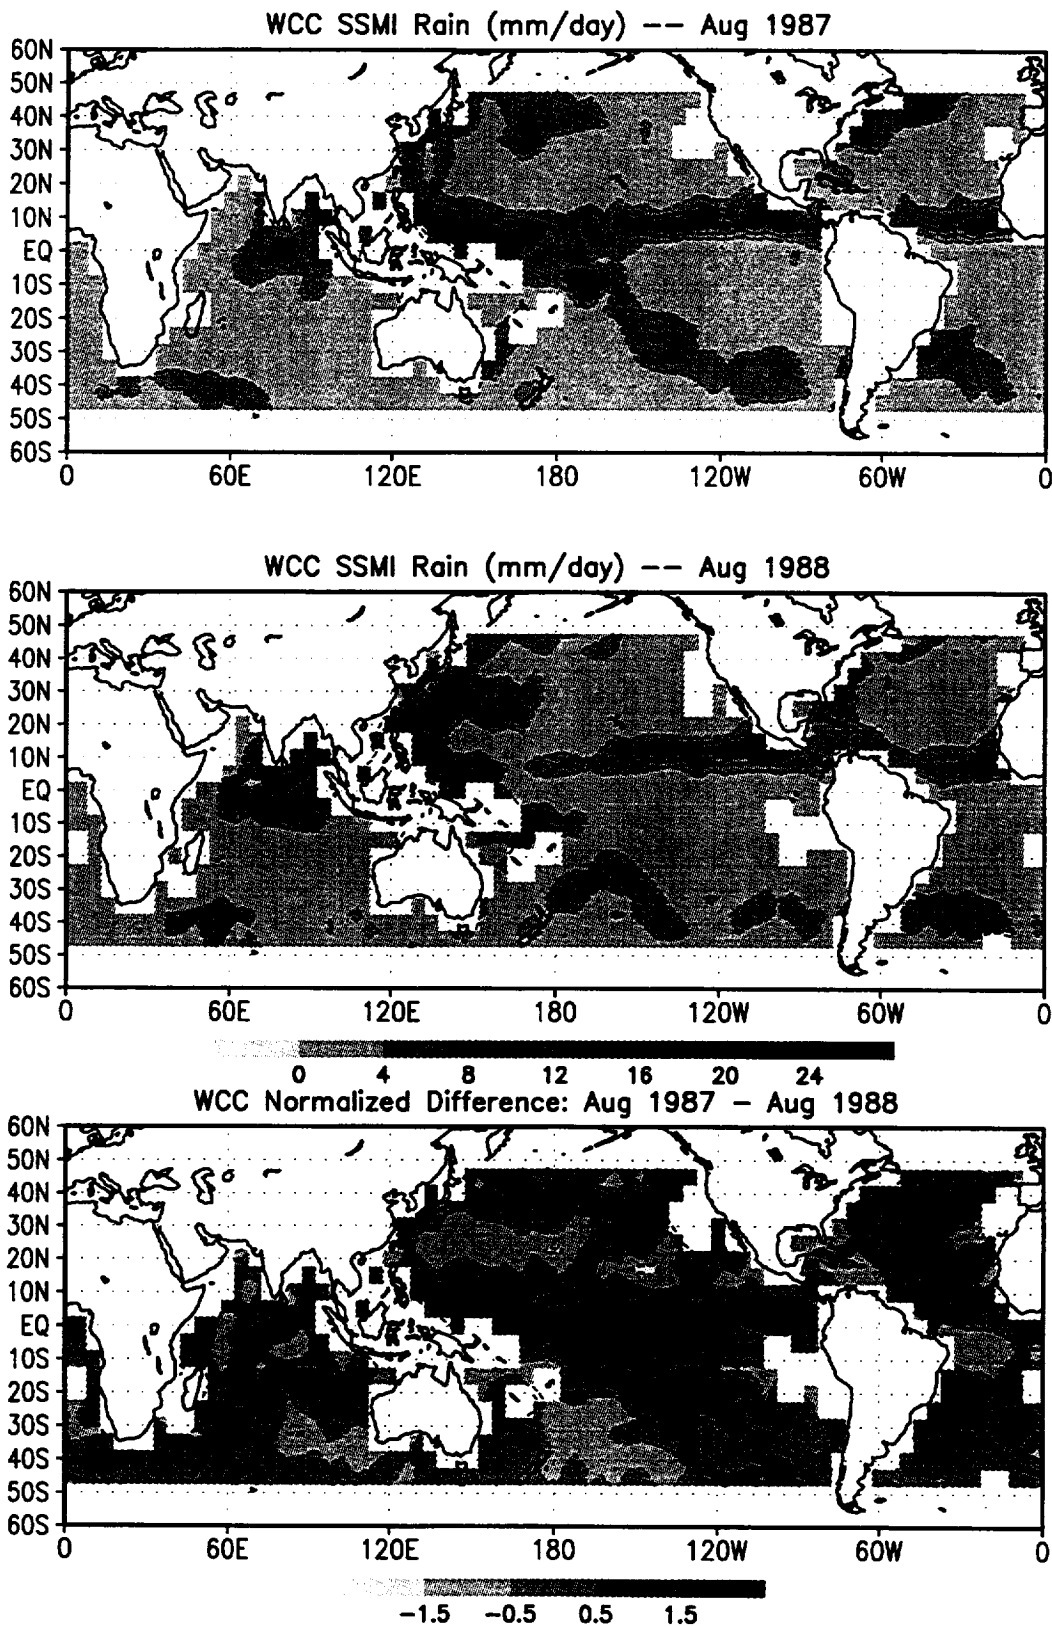 WCC SSMI Rain (mm/day) -- Aug 1987
60N
50N
40N
30N
20N
10N
EQ
10S
20S
30S
40S
50S
60S
0 60E 120E 180 120W 60W 0
WCC SSMI Rain (mm/day) -- Aug 1988
60N
50N
40N
30N
20N
10N
EQ
10S
20S
30S
40S
50S
60S
0 60E 120E 180 120W 60W 0
0 4 8 12 16 20 24
WCC Normalized Difference: Aug 1987 - Aug 1988
60N
50N
40N
30N
20N
10N
EQ
10S
20S
30S
40S
50S
60S
0 60E 120E 180 120W 60W 0
-1.5 -0.5 0.5 1.5